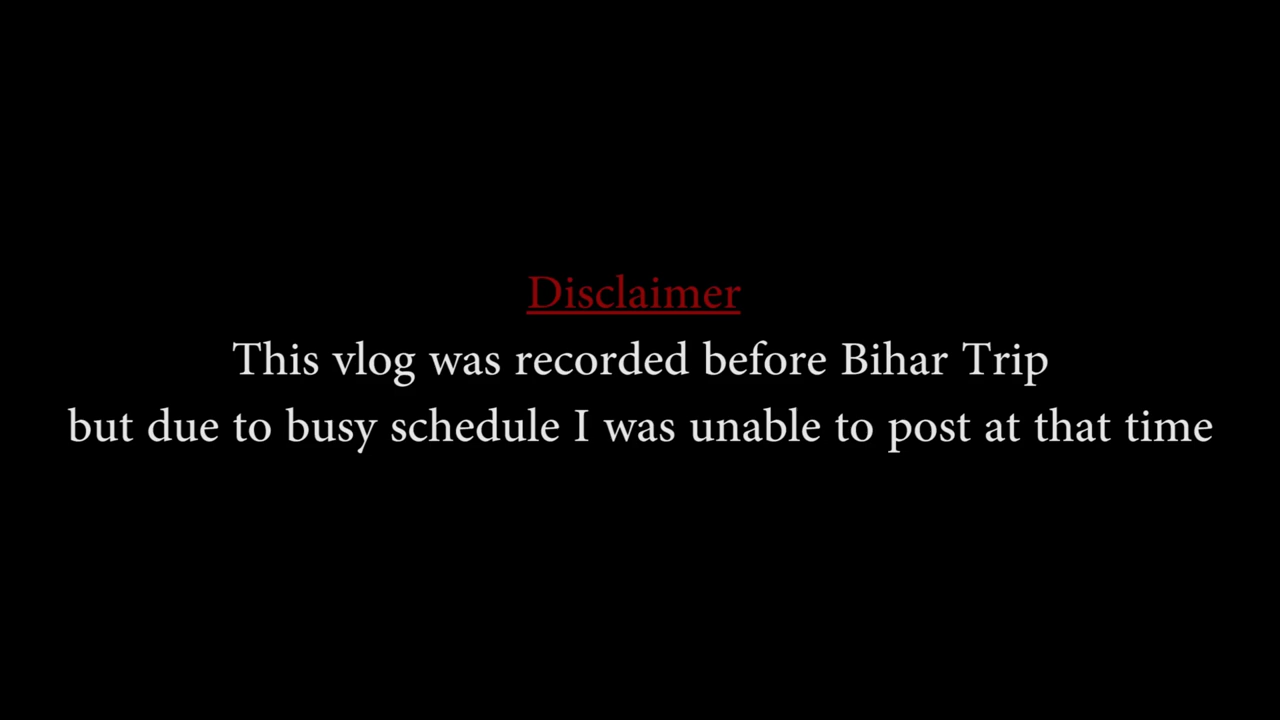 Disclaimer
This vlog was recorded before Bihar Trip
but due to busy schedule I was unable to post at that time